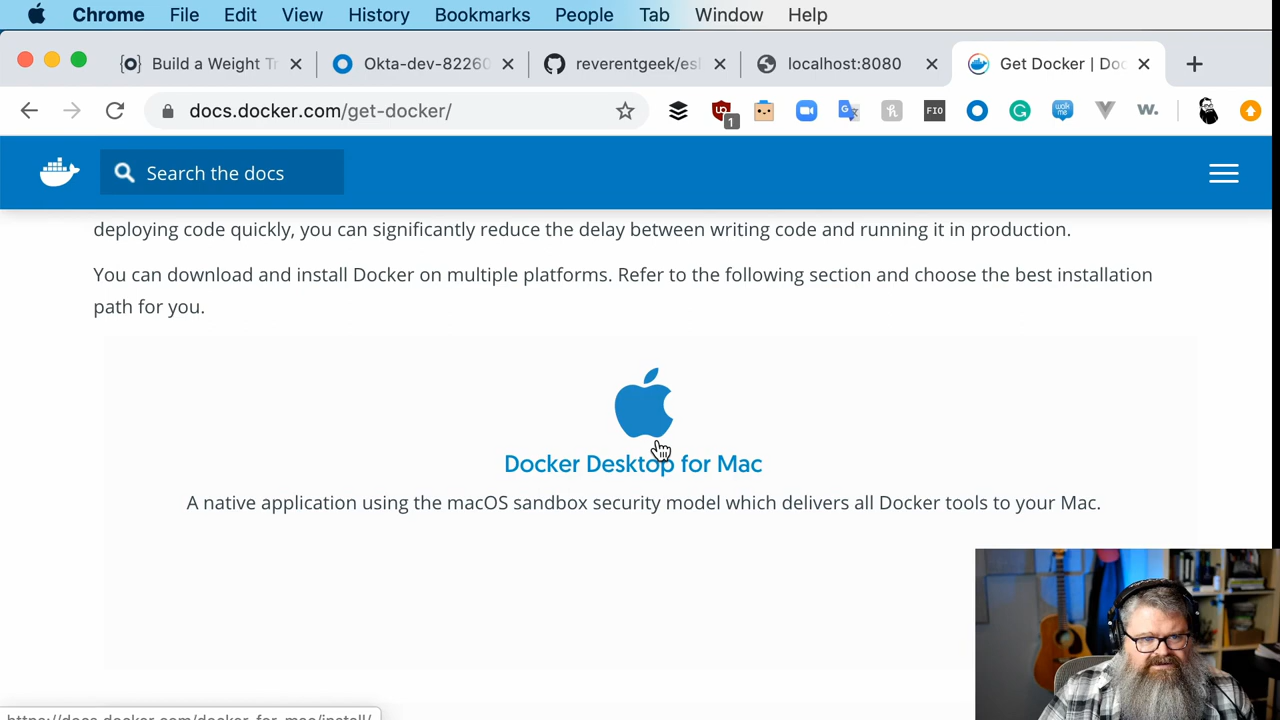 Chrome File Edit View History Bookmarks People Tab Window Help
Build a Weight Tr
Okta-dev-82260
reverentgeek/esl
localhost:8080
Get Docker | Doc
docs.docker.com/get-docker/
1
FIO
walk me
w.
Search the docs
deploying code quickly, you can significantly reduce the delay between writing code and running it in production.
You can download and install Docker on multiple platforms. Refer to the following section and choose the best installation
path for you.
Docker Desktop for Mac
A native application using the macOS sandbox security model which delivers all Docker tools to your Mac.
https://docs.docker.com/docker-for-mac/install/